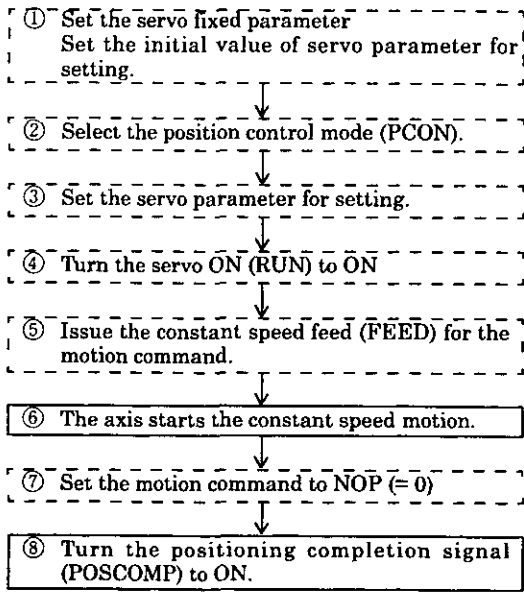 ① Set the servo fixed parameter
Set the initial value of servo parameter for
setting.
② Select the position control mode (PCON).
③ Set the servo parameter for setting.
④ Turn the servo ON (RUN) to ON
⑤ Issue the constant speed feed (FEED) for the
motion command.
⑥ The axis starts the constant speed motion.
⑦ Set the motion command to NOP (= 0)
⑧ Turn the positioning completion signal
(POSCOMP) to ON.